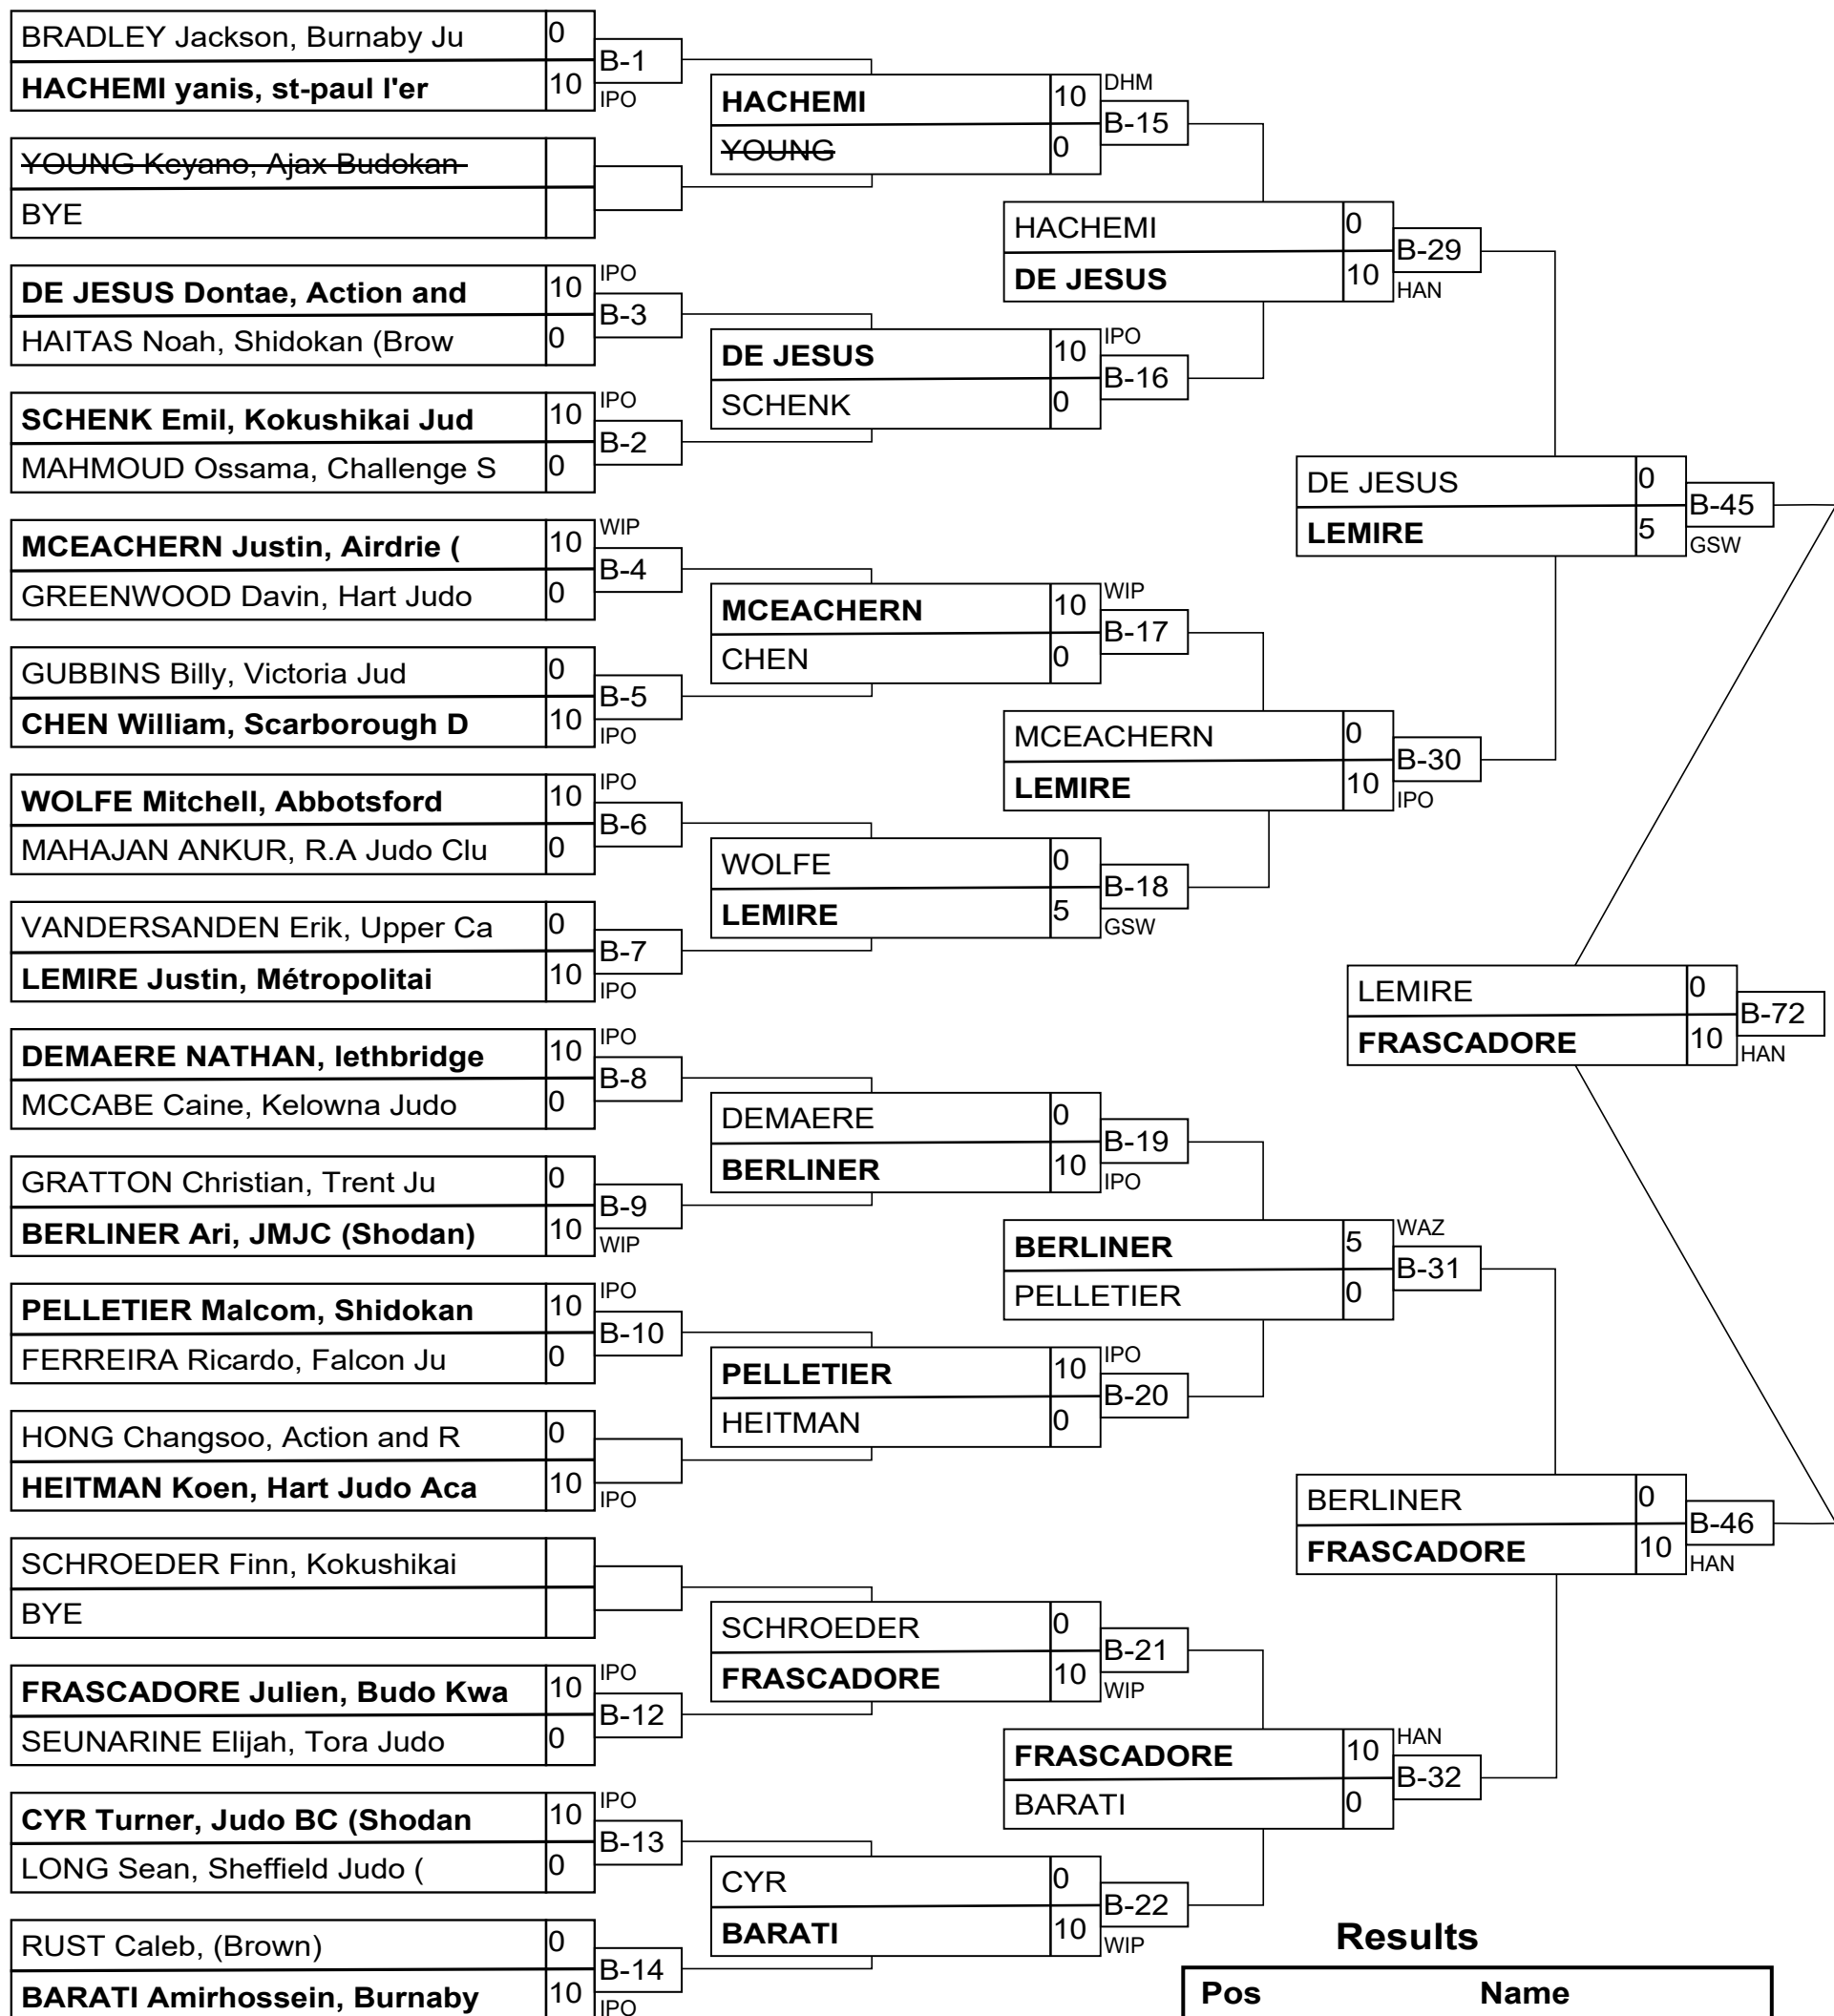 BRADLEY Jackson, Burnaby Ju 0
B-1
HACHEMI yanis, st-paul l'er 10
IPO
YOUNG Keyano, Ajax Budokan
BYE
DE JESUS Dontae, Action and 10
IPO
B-3
HAITAS Noah, Shidokan (Brow 0
SCHENK Emil, Kokushikai Jud 10
IPO
B-2
MAHMOUD Ossama, Challenge S 0
MCEACHERN Justin, Airdrie ( 10
WIP
B-4
GREENWOOD Davin, Hart Judo 0
GUBBINS Billy, Victoria Jud 0
B-5
CHEN William, Scarborough D 10
IPO
WOLFE Mitchell, Abbotsford 10
IPO
B-6
MAHAJAN ANKUR, R.A Judo Clu 0
VANDERSANDEN Erik, Upper Ca 0
B-7
LEMIRE Justin, Métropolitai 10
IPO
DEMAERE NATHAN, lethbridge 10
IPO
B-8
MCCABE Caine, Kelowna Judo 0
GRATTON Christian, Trent Ju 0
B-9
BERLINER Ari, JMJC (Shodan) 10
WIP
PELLETIER Malcom, Shidokan 10
IPO
B-10
FERREIRA Ricardo, Falcon Ju 0
HONG Changsoo, Action and R 0
HEITMAN Koen, Hart Judo Aca 10
IPO
SCHROEDER Finn, Kokushikai
BYE
FRASCADORE Julien, Budo Kwa 10
IPO
B-12
SEUNARINE Elijah, Tora Judo 0
CYR Turner, Judo BC (Shodan 10
IPO
B-13
LONG Sean, Sheffield Judo ( 0
RUST Caleb, (Brown) 0
B-14
BARATI Amirhossein, Burnaby 10
IPO
HACHEMI 10
DHM
B-15
YOUNG 0
DE JESUS 10
IPO
B-16
SCHENK 0
MCEACHERN 10
WIP
B-17
CHEN 0
WOLFE 0
B-18
LEMIRE 5
GSW
DEMAERE 0
B-19
BERLINER 10
IPO
PELLETIER 10
IPO
B-20
HEITMAN 0
SCHROEDER 0
B-21
FRASCADORE 10
WIP
CYR 0
B-22
BARATI 10
WIP
HACHEMI 0
B-29
DE JESUS 10
HAN
MCEACHERN 0
B-30
LEMIRE 10
IPO
BERLINER 5
WAZ
B-31
PELLETIER 0
FRASCADORE 10
HAN
B-32
BARATI 0
DE JESUS 0
B-45
LEMIRE 5
GSW
BERLINER 0
B-46
FRASCADORE 10
HAN
LEMIRE 0
B-72
FRASCADORE 10
HAN
Results
Pos Name